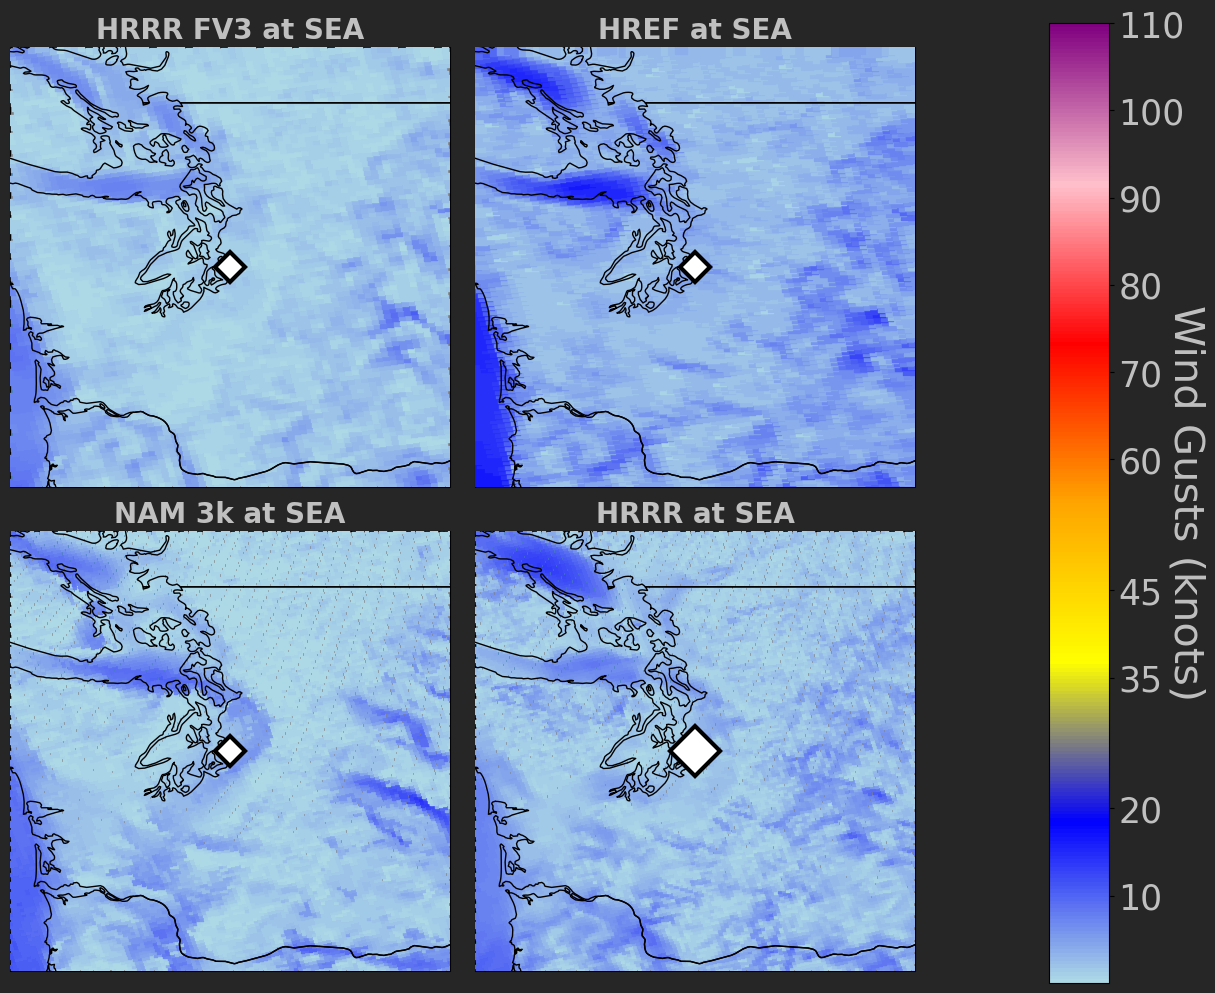 HRRR FV3 at SEA
HREF at SEA
NAM 3k at SEA
HRRR at SEA
110
100
90
80
70
60
45
35
20
10
Wind Gusts (knots)